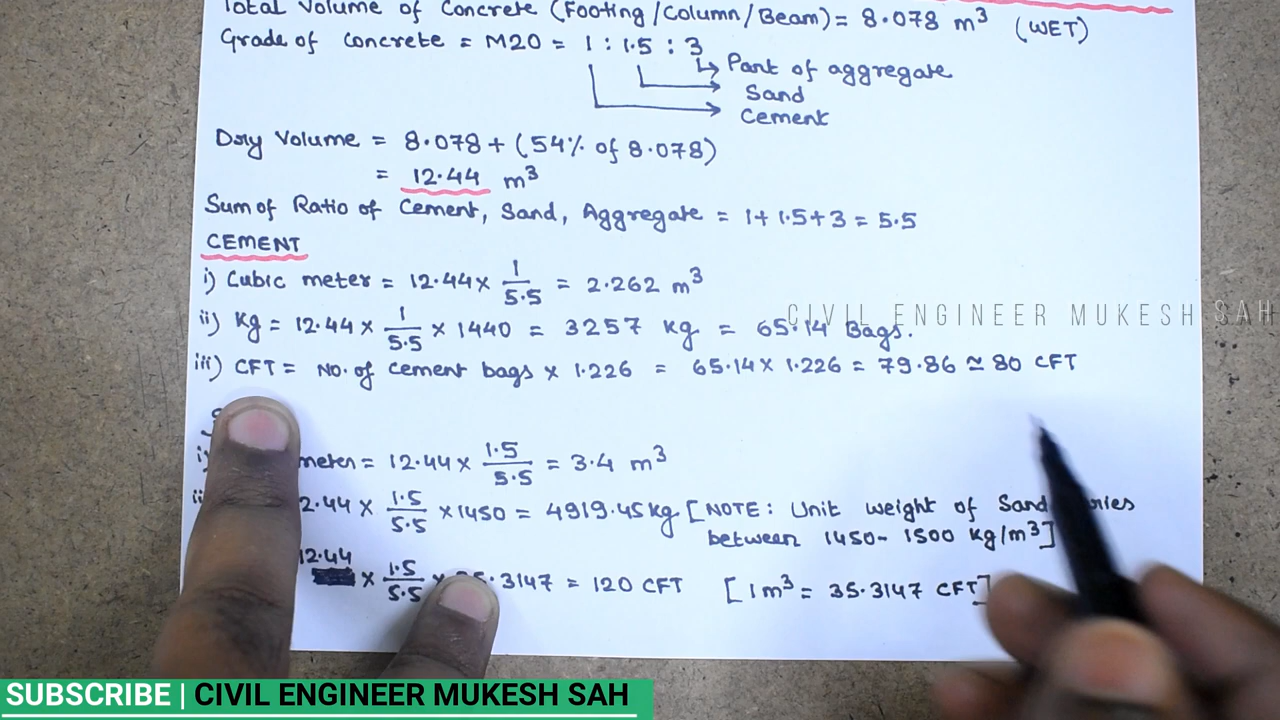 Total Volume of Concrete (Footing/Column/Beam) = 8.078 m³ (WET)
Grade of Concrete = M20 = 1 : 1.5 : 3
Part of aggregate
Sand
Cement
Dry Volume = 8.078 + (54% of 8.078)
= 12.44 m³
Sum of Ratio of Cement, Sand, Aggregate = 1+1.5+3 = 5.5
CEMENT
i) Cubic meter = 12.44 × 1/5.5 = 2.262 m³
CIVIL ENGINEER MUKESH SAH
ii) Kg = 12.44 × 1/5.5 × 1440 = 3257 Kg = 65.14 Bags.
iii) CFT = No. of cement bags × 1.226 = 65.14 × 1.226 = 79.86 ≃ 80 CFT
meter = 12.44 × 1.5/5.5 = 3.4 m³
2.44 × 1.5/5.5 × 1450 = 4919.45 kg [NOTE: Unit weight of Sand
between 1450- 1500 Kg/m³]
12.44
× 1.5/5.5 × 35.3147 = 120 CFT [1m³ = 35.3147 CFT]
SUBSCRIBE | CIVIL ENGINEER MUKESH SAH